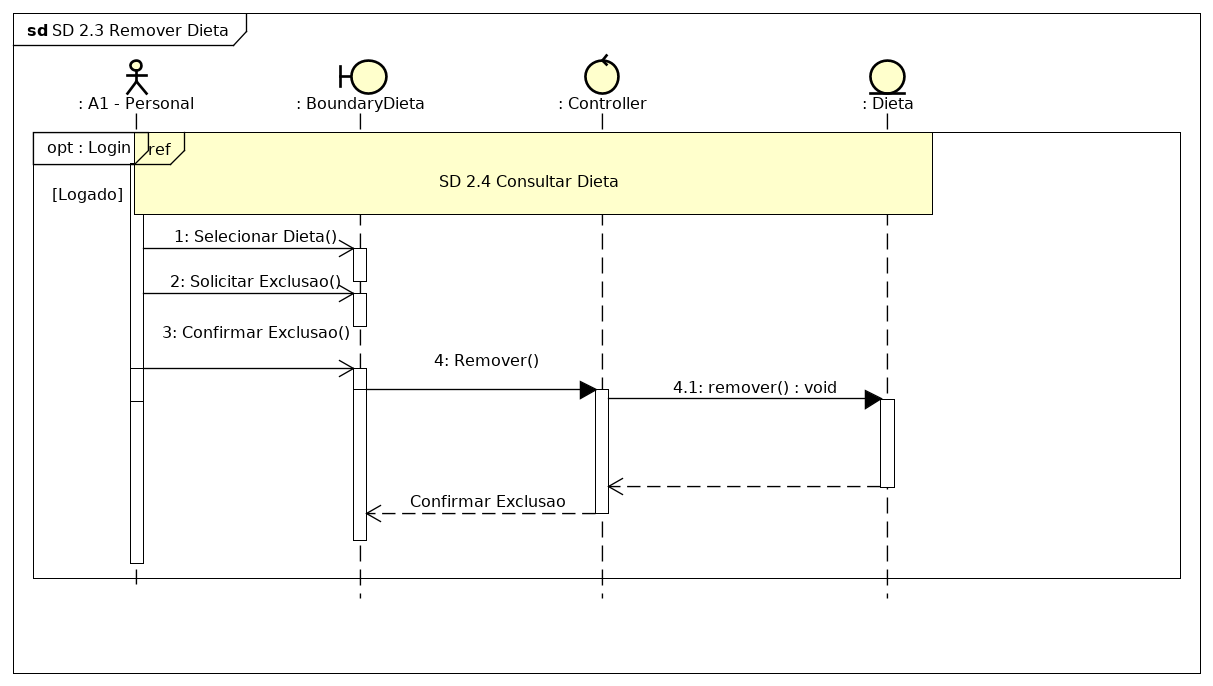 sd SD 2.3 Remover Dieta
: A1 - Personal
: BoundaryDieta
: Controller
: Dieta
opt : Login
ref
[Logado]
SD 2.4 Consultar Dieta
1: Selecionar Dieta()
2: Solicitar Exclusao()
3: Confirmar Exclusao()
4: Remover()
4.1: remover() : void
Confirmar Exclusao